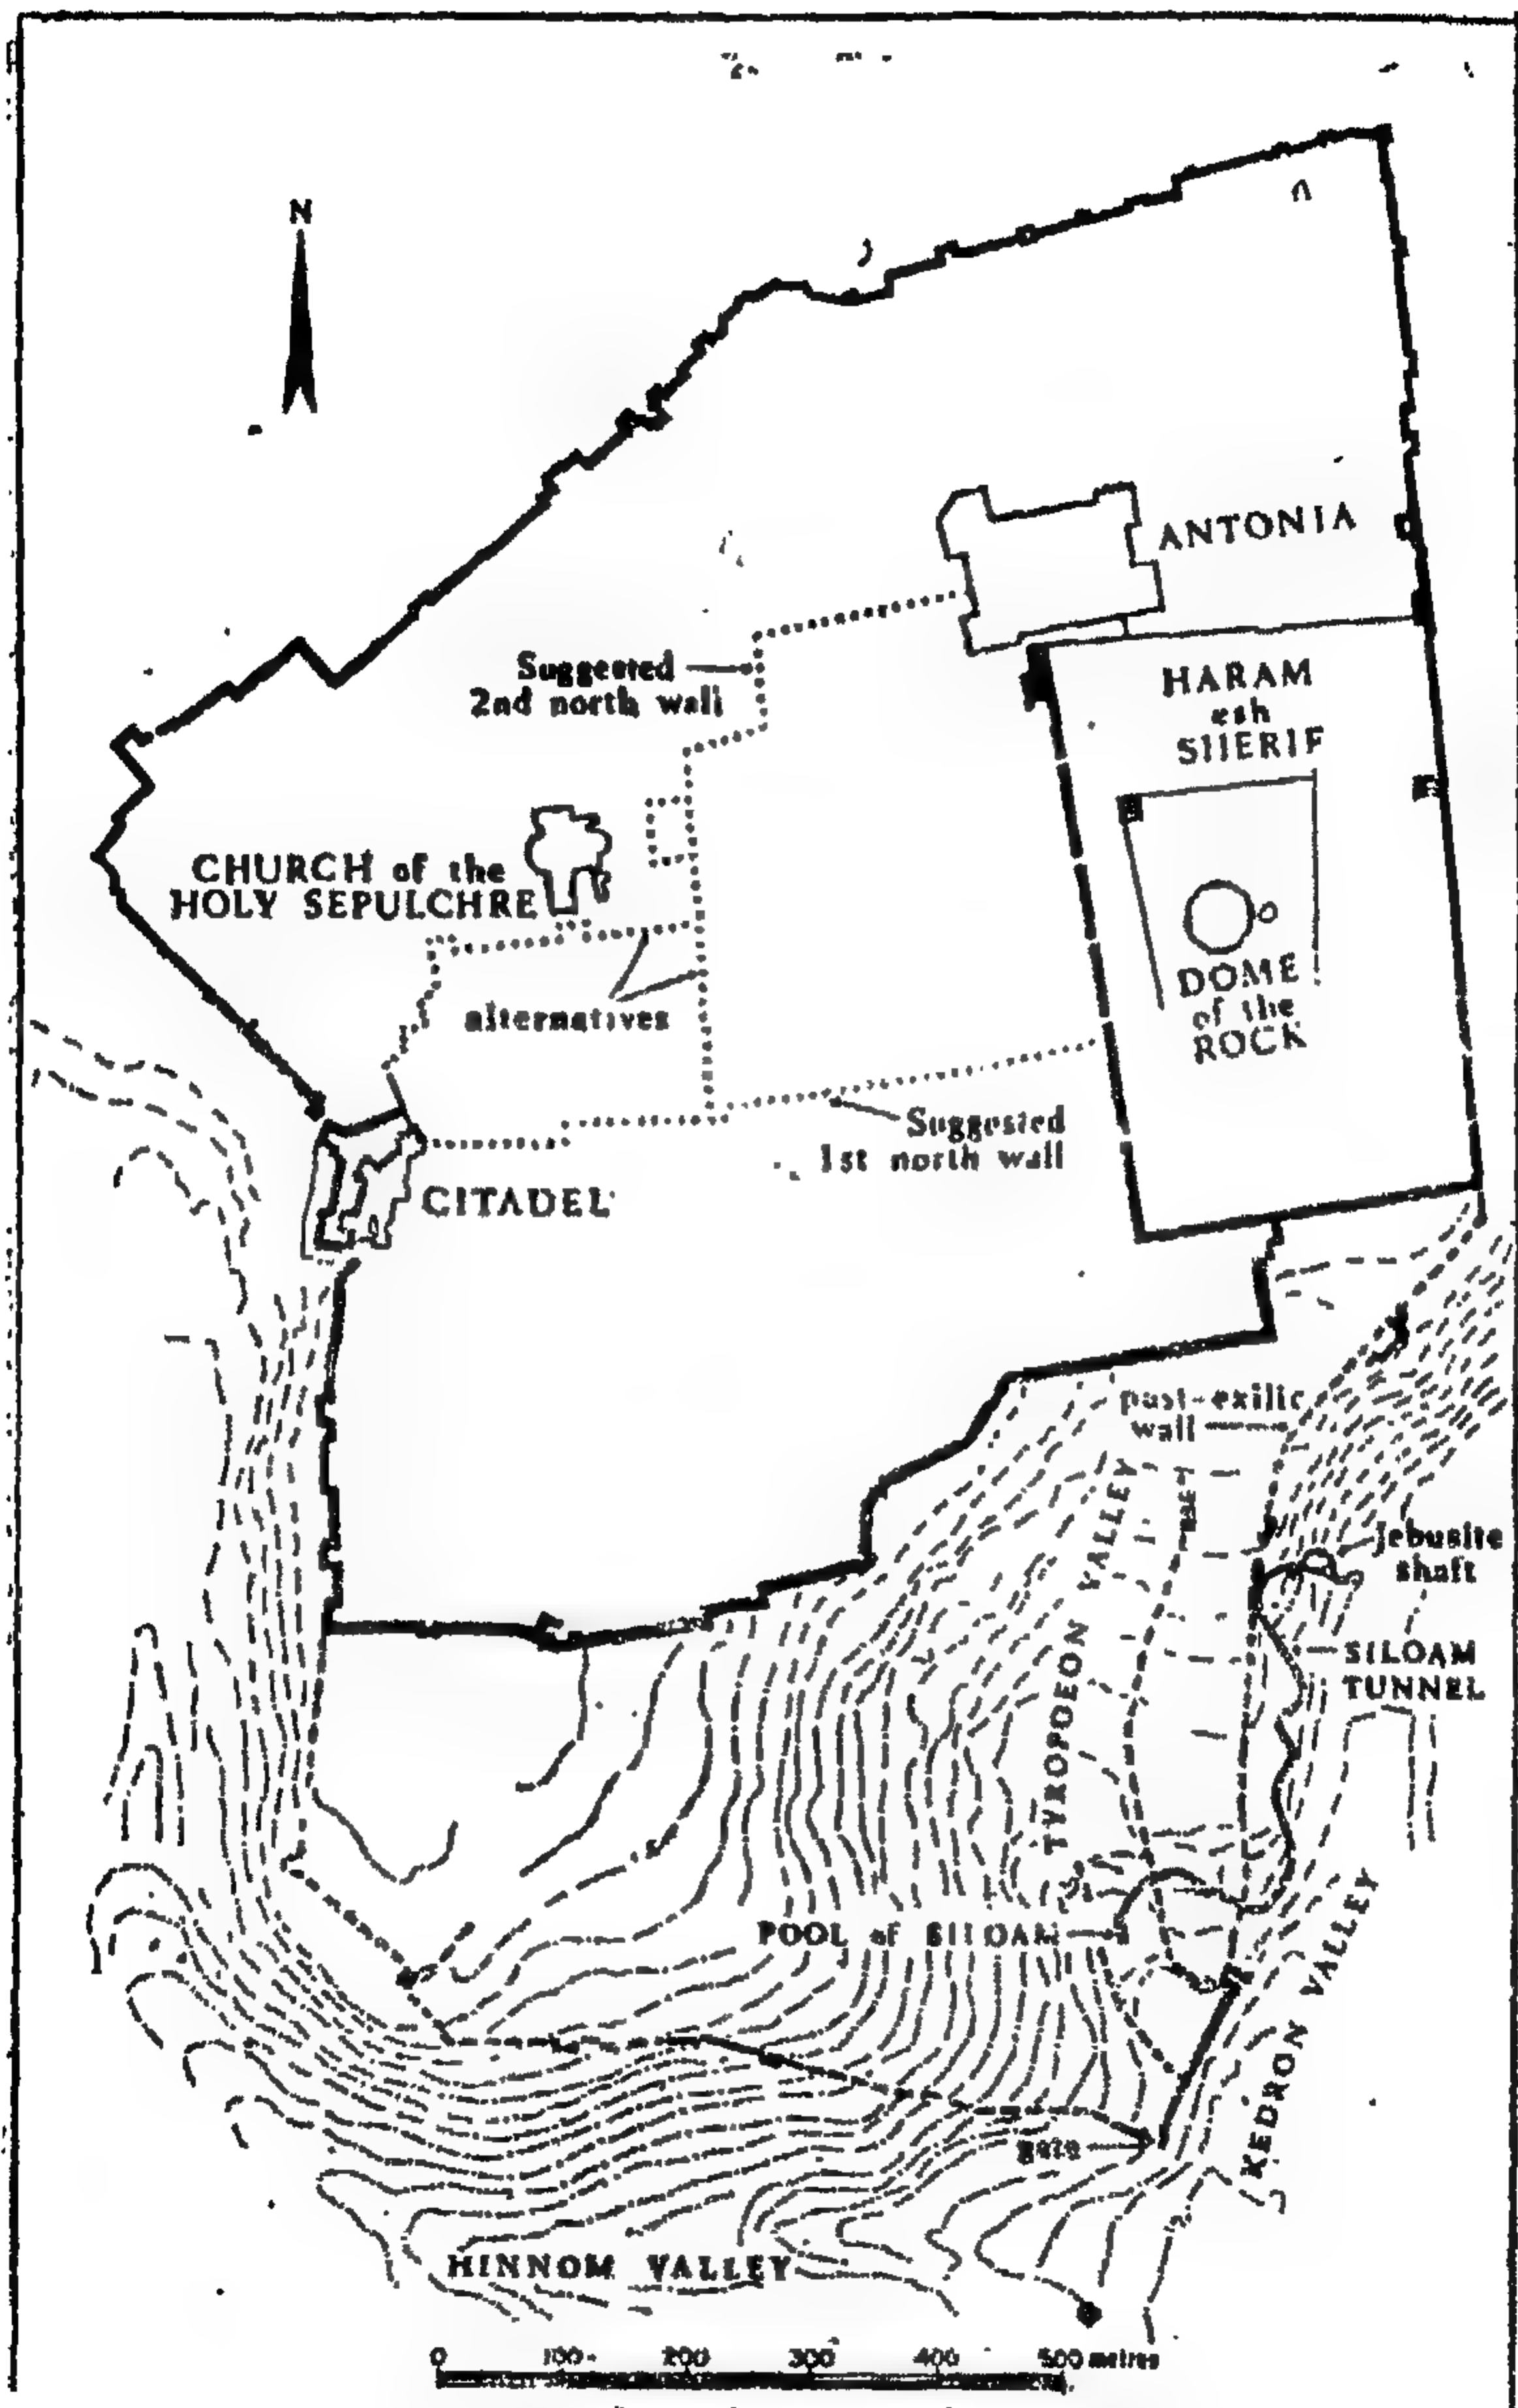 N
ANTONIA
Suggested
2nd north wall
HARAM
esh
SHERIF
CHURCH of the
HOLY SEPULCHRE
DOME
of the
ROCK
alternatives
Suggested
1st north wall
CITADEL
post-exilic
wall
Jebusite
shaft
TYROPOEON VALLEY
SILOAM
TUNNEL
POOL of SILOAM
KEDRON VALLEY
gate
HINNOM VALLEY
0 100 200 300 400 500 metres